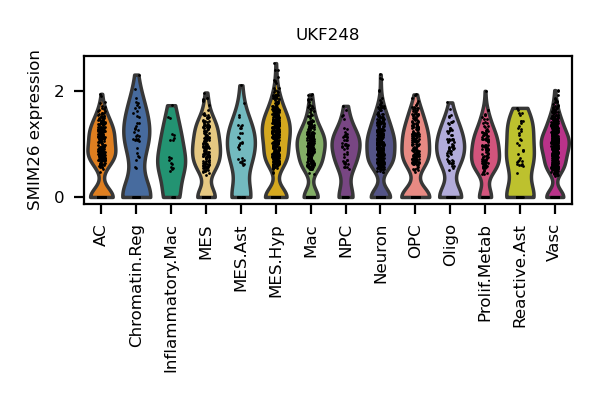 UKF248
SMIM26 expression
2
0
AC
Chromatin.Reg
Inflammatory.Mac
MES
MES.Ast
MES.Hyp
Mac
NPC
Neuron
OPC
Oligo
Prolif.Metab
Reactive.Ast
Vasc